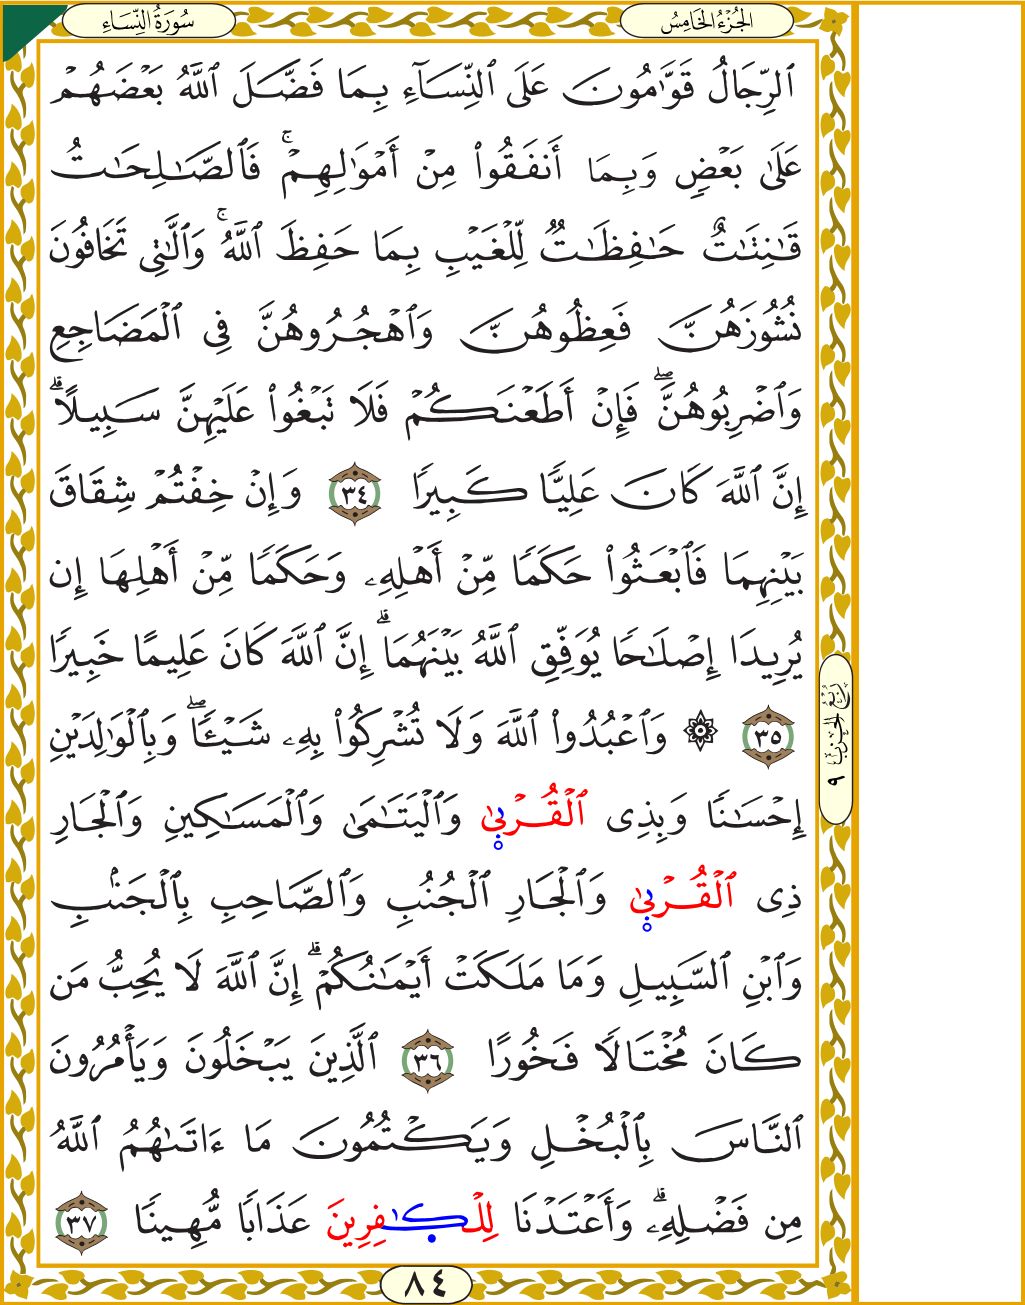 سُورَةُ النِّسَاءِ
الجُزْءُ الخَامِسُ
ٱلرِّجَالُ قَوَّٰمُونَ عَلَى ٱلنِّسَآءِ بِمَا فَضَّلَ ٱللَّهُ بَعْضَهُمْ
عَلَىٰ بَعْضٍ وَبِمَا أَنفَقُوا۟ مِنْ أَمْوَٰلِهِمْ ۚ فَٱلصَّـٰلِحَـٰتُ
قَـٰنِتَـٰتٌ حَـٰفِظَـٰتٌ لِّلْغَيْبِ بِمَا حَفِظَ ٱللَّهُ ۚ وَٱلَّـٰتِى تَخَافُونَ
نُشُوزَهُنَّ فَعِظُوهُنَّ وَٱهْجُرُوهُنَّ فِى ٱلْمَضَاجِعِ
وَٱضْرِبُوهُنَّ ۖ فَإِنْ أَطَعْنَكُمْ فَلَا تَبْغُوا۟ عَلَيْهِنَّ سَبِيلًا ۗ
إِنَّ ٱللَّهَ كَانَ عَلِيًّا كَبِيرًا ٣٤ وَإِنْ خِفْتُمْ شِقَاقَ
بَيْنِهِمَا فَٱبْعَثُوا۟ حَكَمًا مِّنْ أَهْلِهِۦ وَحَكَمًا مِّنْ أَهْلِهَا إِن
يُرِيدَا إِصْلَـٰحًا يُوَفِّقِ ٱللَّهُ بَيْنَهُمَا ۗ إِنَّ ٱللَّهَ كَانَ عَلِيمًا خَبِيرًا
٣٥ ۞ وَٱعْبُدُوا۟ ٱللَّهَ وَلَا تُشْرِكُوا۟ بِهِۦ شَيْـًٔا ۖ وَبِٱلْوَٰلِدَيْنِ
إِحْسَـٰنًا وَبِذِى ٱلْقُرْبَىٰ وَٱلْيَتَـٰمَىٰ وَٱلْمَسَـٰكِينِ وَٱلْجَارِ
ذِى ٱلْقُرْبَىٰ وَٱلْجَارِ ٱلْجُنُبِ وَٱلصَّاحِبِ بِٱلْجَنۢبِ
وَٱبْنِ ٱلسَّبِيلِ وَمَا مَلَكَتْ أَيْمَـٰنُكُمْ ۗ إِنَّ ٱللَّهَ لَا يُحِبُّ مَن
كَانَ مُخْتَالًا فَخُورًا ٣٦ ٱلَّذِينَ يَبْخَلُونَ وَيَأْمُرُونَ
ٱلنَّاسَ بِٱلْبُخْلِ وَيَكْتُمُونَ مَا ءَاتَىٰهُمُ ٱللَّهُ
مِن فَضْلِهِۦ ۗ وَأَعْتَدْنَا لِلْكَـٰفِرِينَ عَذَابًا مُّهِينًا ٣٧
رُبْعُ الحِزْبِ ٩
٨٤